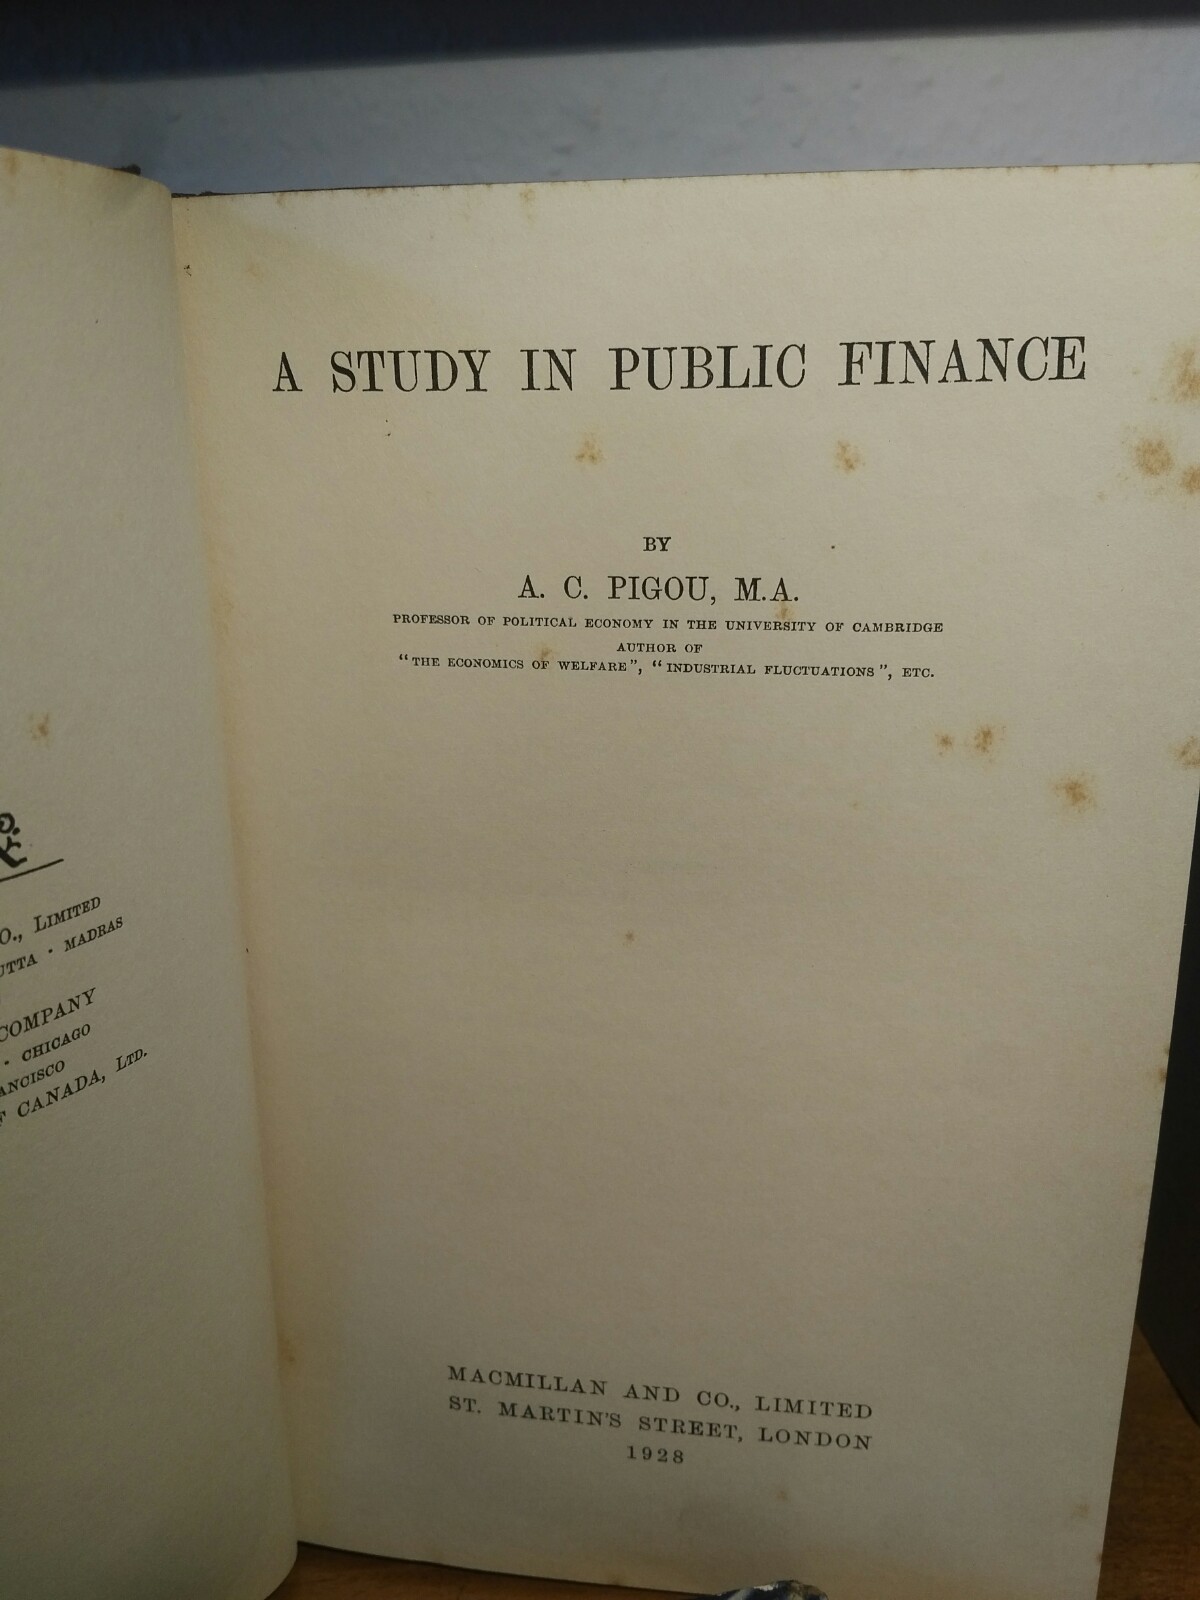 O., LIMITED
UTTA · MADRAS
COMPANY
· CHICAGO
ANCISCO
F CANADA, LTD.
A STUDY IN PUBLIC FINANCE
BY
A. C. PIGOU, M.A.
PROFESSOR OF POLITICAL ECONOMY IN THE UNIVERSITY OF CAMBRIDGE
AUTHOR OF
“THE ECONOMICS OF WELFARE”, “INDUSTRIAL FLUCTUATIONS”, ETC.
MACMILLAN AND CO., LIMITED
ST. MARTIN'S STREET, LONDON
1928